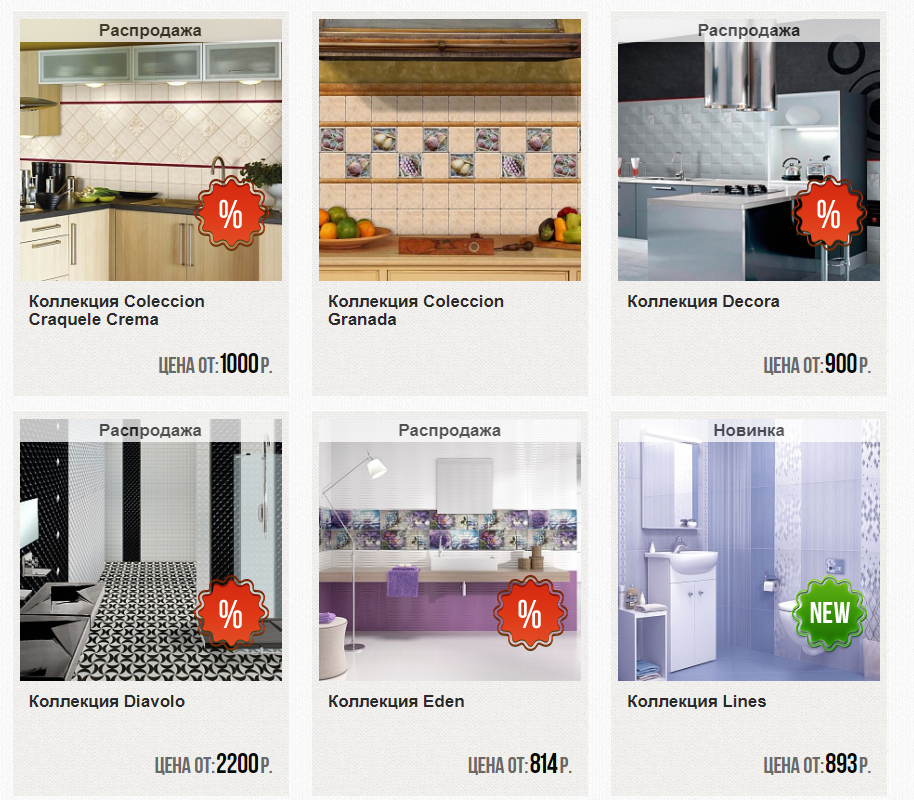 Распродажа
%
Коллекция Coleccion
Craquele Crema
ЦЕНА ОТ: 1000 Р.
Коллекция Coleccion
Granada
Распродажа
%
Коллекция Decora
ЦЕНА ОТ: 900 Р.
Распродажа
%
Коллекция Diavolo
ЦЕНА ОТ: 2200 Р.
Распродажа
%
Коллекция Eden
ЦЕНА ОТ: 814 Р.
Новинка
NEW
Коллекция Lines
ЦЕНА ОТ: 893 Р.